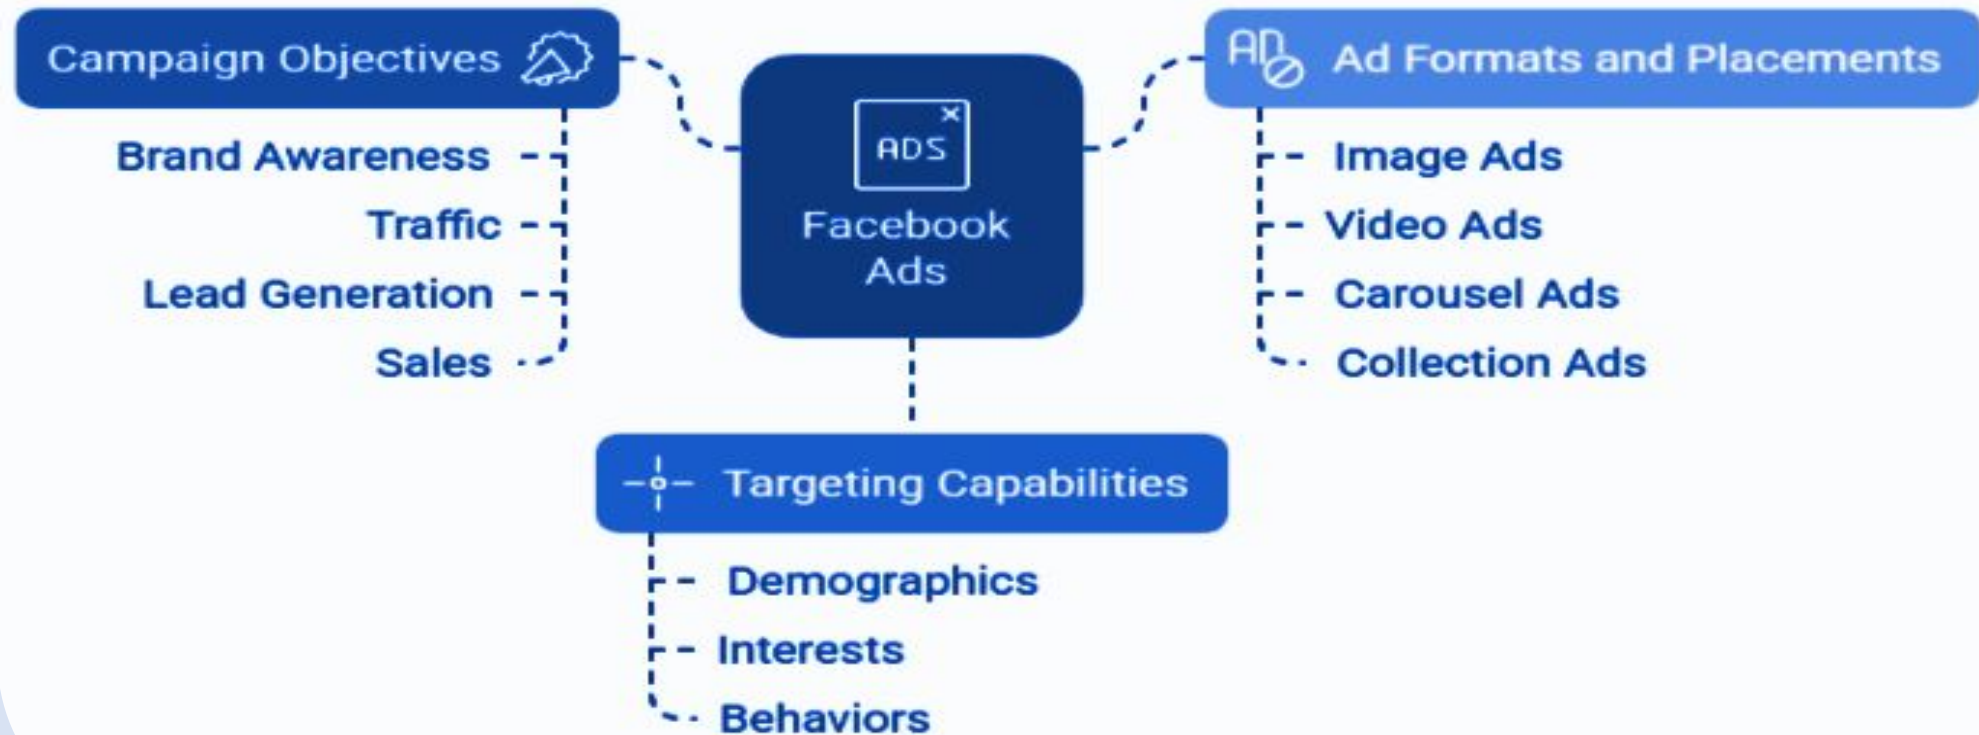 Campaign Objectives
Brand Awareness
Traffic
Lead Generation
Sales
ADS
Facebook
Ads
AD
Ad Formats and Placements
Image Ads
Video Ads
Carousel Ads
Collection Ads
Targeting Capabilities
Demographics
Interests
Behaviors